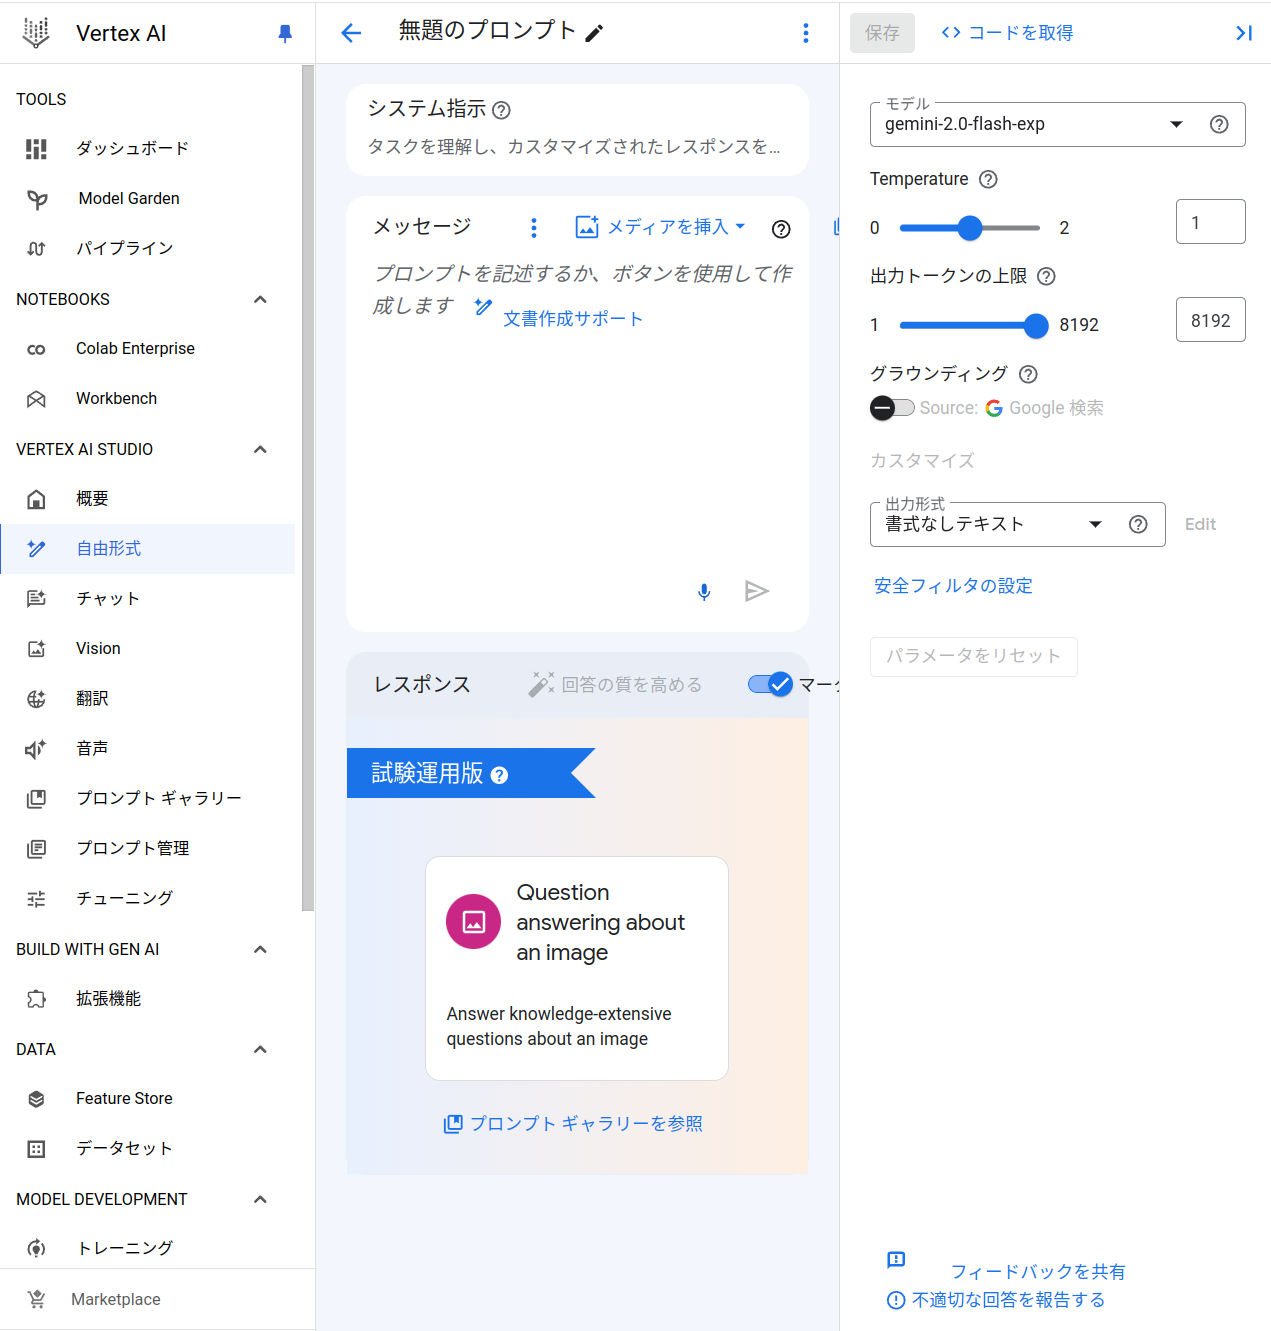 Vertex AI
TOOLS
ダッシュボード
Model Garden
パイプライン
NOTEBOOKS
Colab Enterprise
Workbench
VERTEX AI STUDIO
概要
自由形式
チャット
Vision
翻訳
音声
プロンプト ギャラリー
プロンプト管理
チューニング
BUILD WITH GEN AI
拡張機能
DATA
Feature Store
データセット
MODEL DEVELOPMENT
トレーニング
Marketplace
無題のプロンプト
システム指示
タスクを理解し、カスタマイズされたレスポンスを...
メッセージ
メディアを挿入
プロンプトを記述するか、ボタンを使用して作
成します 文書作成サポート
レスポンス 回答の質を高める マーク
試験運用版
Question
answering about
an image
Answer knowledge-extensive
questions about an image
プロンプト ギャラリーを参照
保存 コードを取得
モデル
gemini-2.0-flash-exp
Temperature
0 2 1
出力トークンの上限
1 8192 8192
グラウンディング
Source: Google 検索
カスタマイズ
出力形式
書式なしテキスト Edit
安全フィルタの設定
パラメータをリセット
フィードバックを共有
不適切な回答を報告する